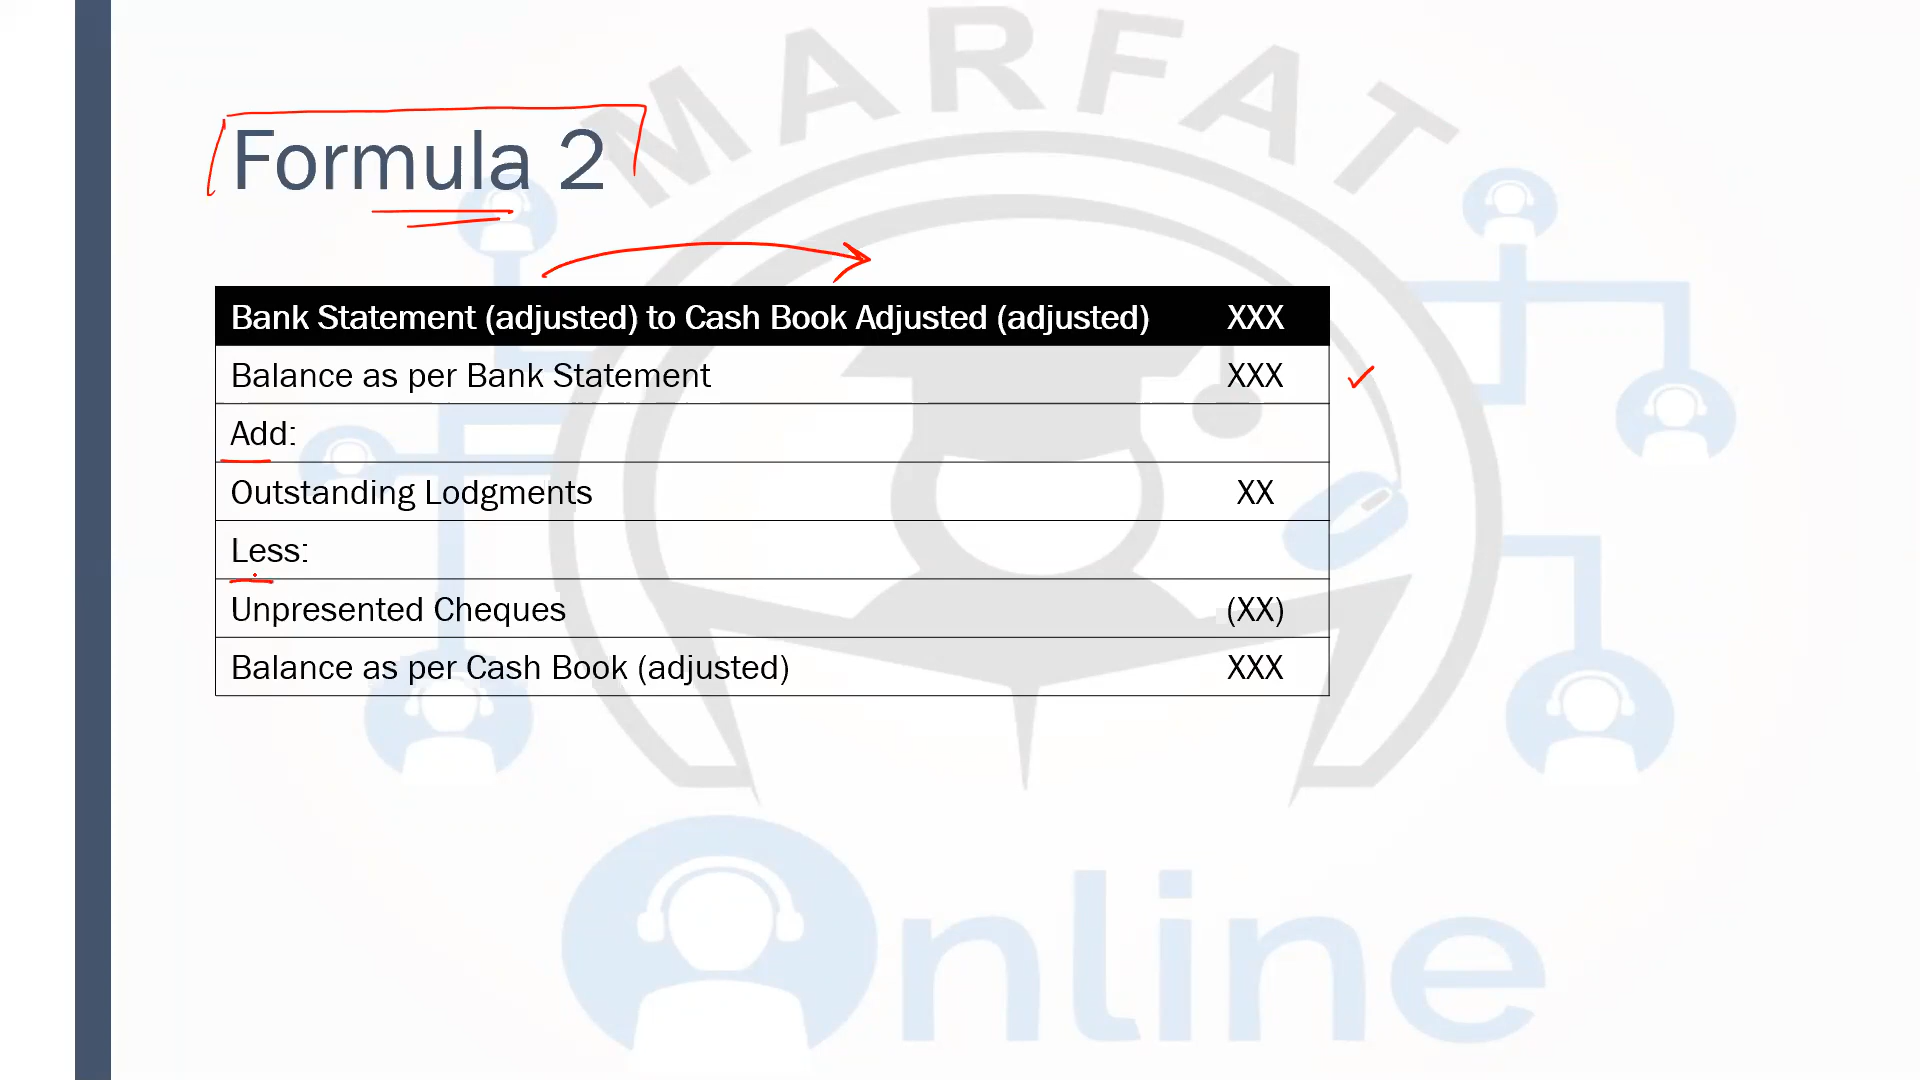 MARFAT
Formula 2
Bank Statement (adjusted) to Cash Book Adjusted (adjusted) XXX
Balance as per Bank Statement XXX
Add:
Outstanding Lodgments XX
Less:
Unpresented Cheques (XX)
Balance as per Cash Book (adjusted) XXX
nline